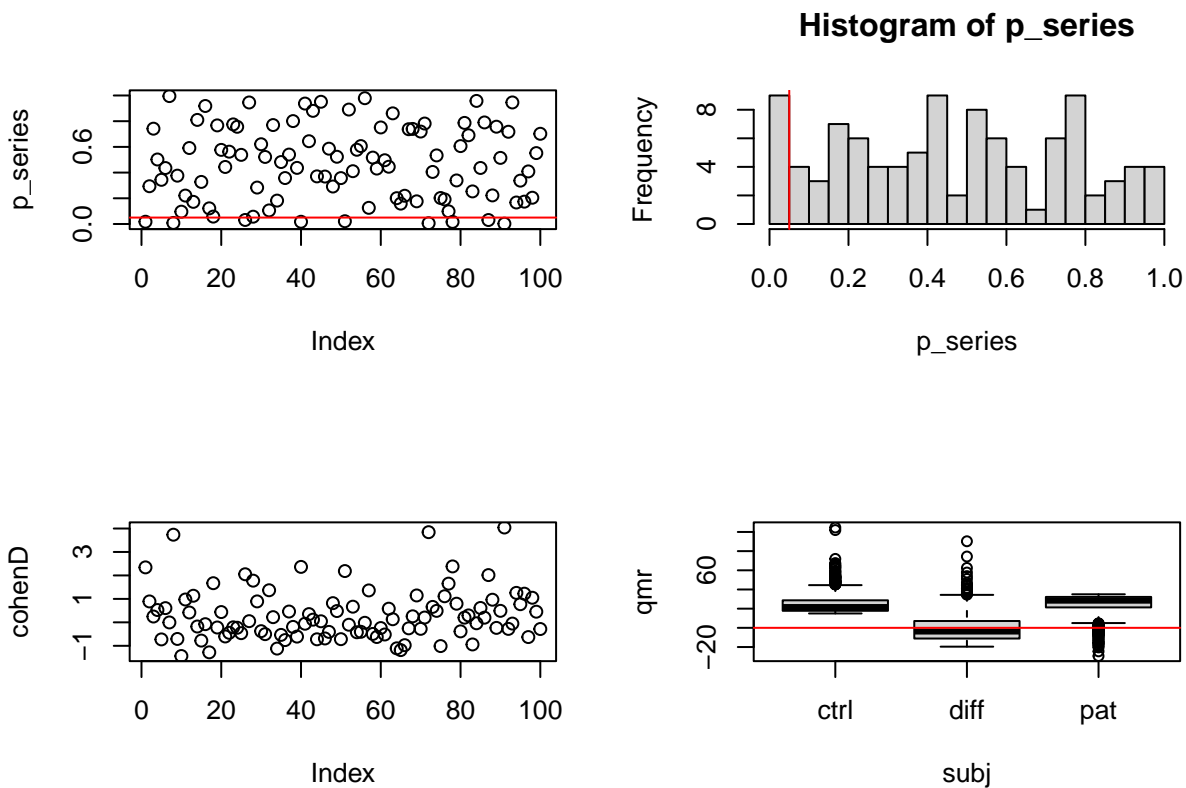 p_series
0.0 0.6
0 20 40 60 80 100
Index
Histogram of p_series
Frequency
0 4 8
0.0 0.2 0.4 0.6 0.8 1.0
p_series
cohenD
−1 1 3
0 20 40 60 80 100
Index
qmr
−20 60
ctrl diff pat
subj